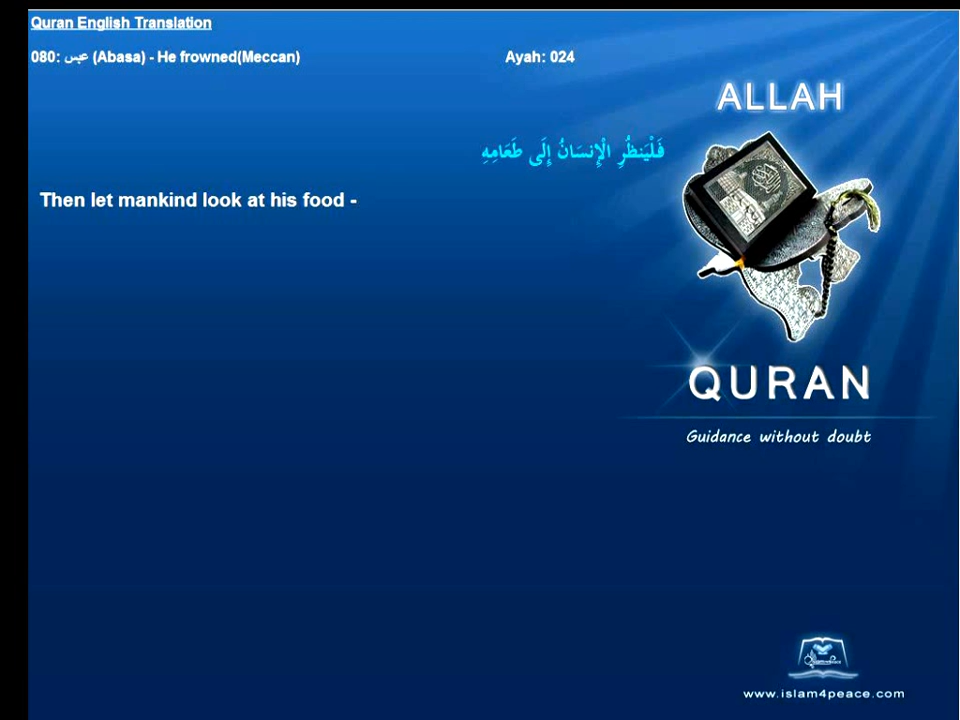 Quran English Translation
080: عبس (Abasa) - He frowned(Meccan) Ayah: 024
ALLAH
فَلْيَنظُرِ الْإِنسَانُ إِلَى طَعَامِهِ
Then let mankind look at his food -
QURAN
Guidance without doubt
www.islam4peace.com